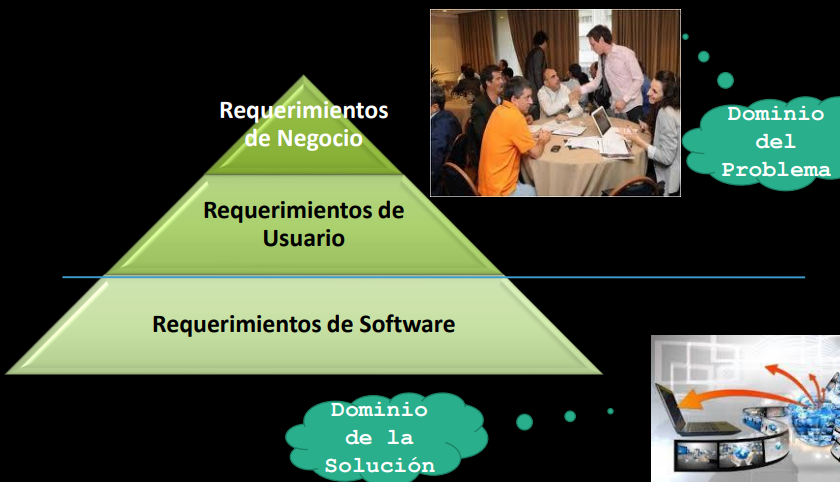 Requerimientos
de Negocio
Dominio
del
Problema
Requerimientos de
Usuario
Requerimientos de Software
Dominio
de la
Solución